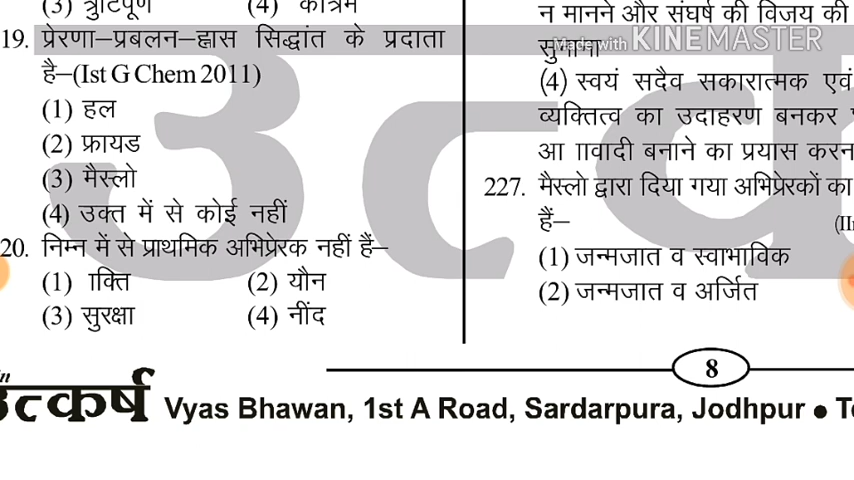 (3) त्रुटिपूर्ण (4) कात्रम
19. प्रेरणा–प्रबलन–ह्रास सिद्धांत के प्रदाता
है–(Ist G Chem 2011)
(1) हल
(2) फ्रायड
(3) मैस्लो
(4) उक्त में से कोई नहीं
20. निम्न में से प्राथमिक अभिप्रेरक नहीं हैं–
(1) ाक्ति (2) यौन
(3) सुरक्षा (4) नींद
न मानने और संघर्ष की विजय की
Made with KINEMASTER
(4) स्वयं सदैव सकारात्मक एवं
व्यक्तित्व का उदाहरण बनकर
आ ाावादी बनाने का प्रयास करन
227. मैस्लो द्वारा दिया गया अभिप्रेरकों का
हैं–
(1) जन्मजात व स्वाभाविक
(2) जन्मजात व अर्जित
8
उत्कर्ष Vyas Bhawan, 1st A Road, Sardarpura, Jodhpur ●